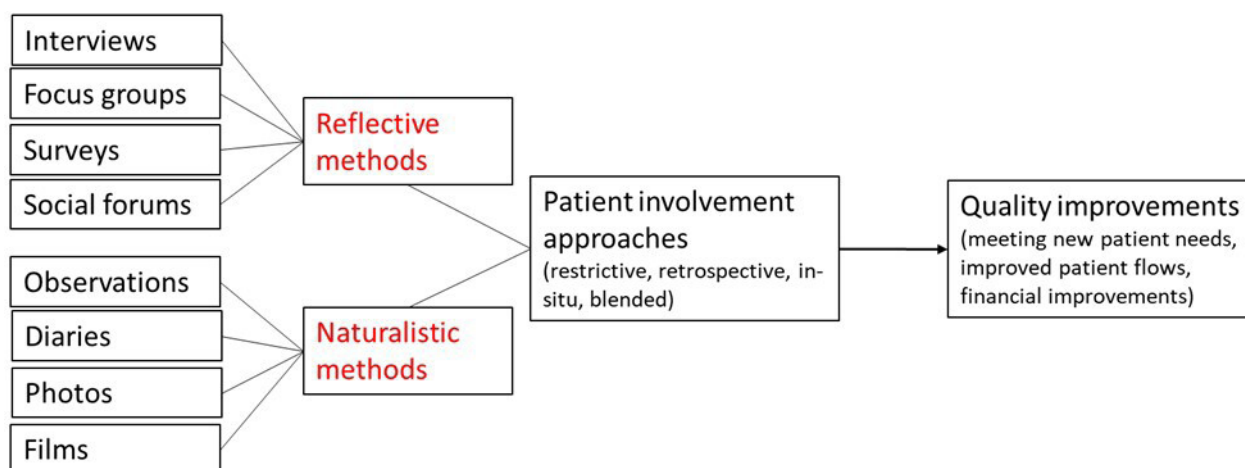 Interviews
Focus groups
Surveys
Social forums
Reflective
methods
Observations
Diaries
Photos
Films
Naturalistic
methods
Patient involvement
approaches
(restrictive, retrospective, in-
situ, blended)
Quality improvements
(meeting new patient needs,
improved patient flows,
financial improvements)